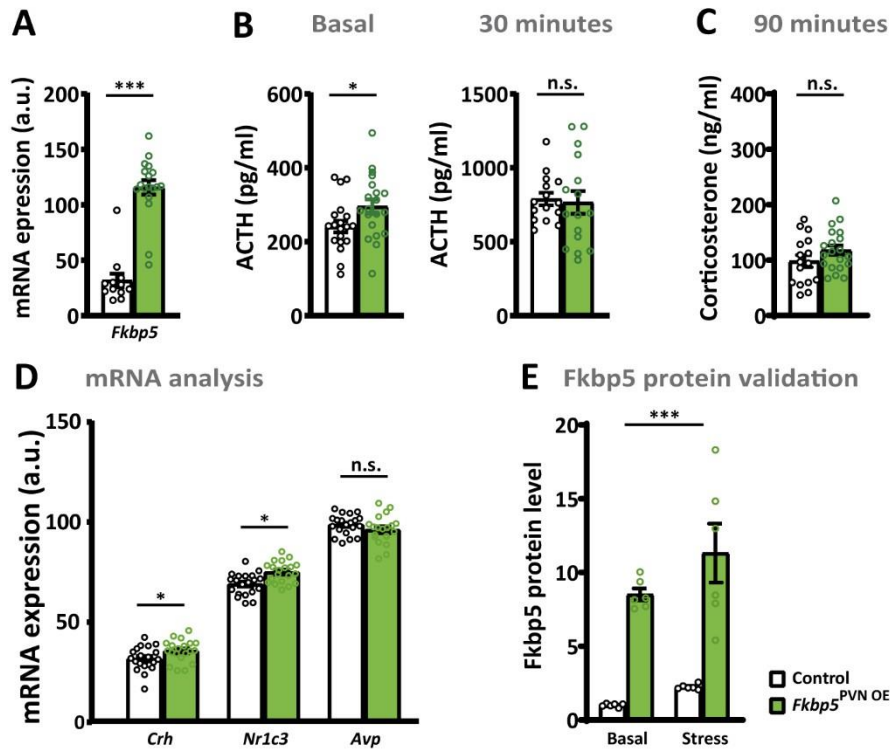 A
mRNA epression (a.u.)
200
150
100
50
0
***
Fkbp5
B
Basal
ACTH
(pg/ml)
600
400
200
0
*
30 minutes
ACTH
(pg/ml)
1500
1000
500
0
n.s.
C
90 minutes
Corticosterone (ng/ml)
400
300
200
100
0
n.s.
D
mRNA analysis
mRNA expression (a.u.)
150
100
50
0
*
*
n.s.
Crh
Nr1c3
Avp
E
Fkbp5 protein validation
Fkbp5 protein level
20
15
10
5
0
***
Basal
Stress
Control
Fkbp5PVN OE